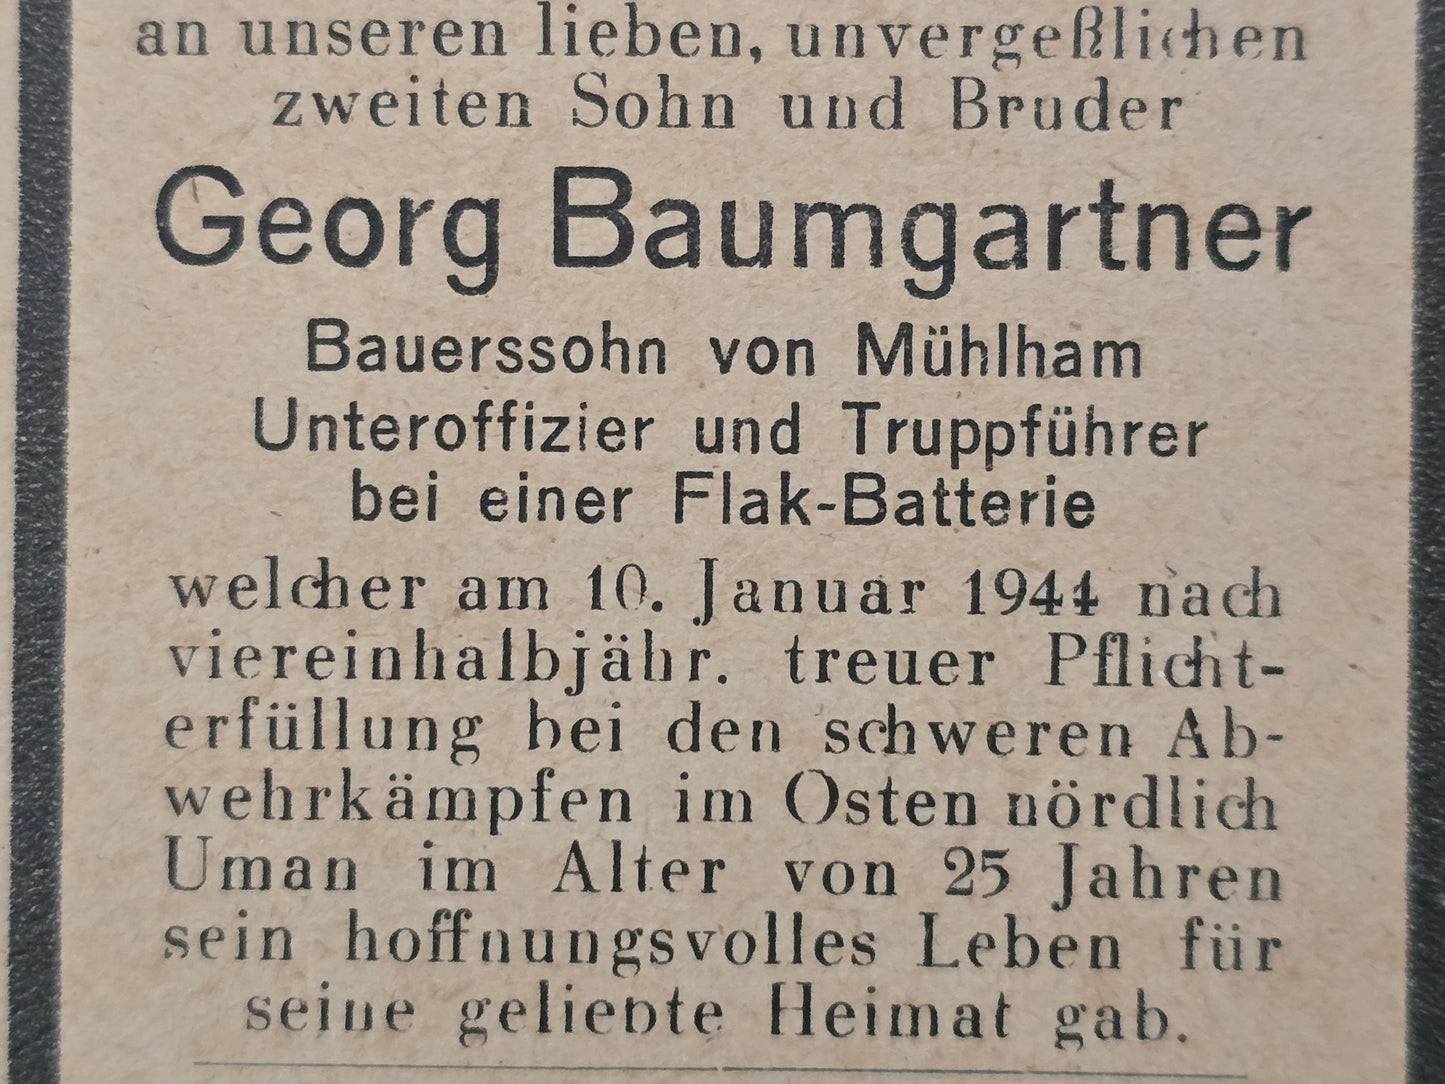 an unseren lieben, unvergeßlichen
zweiten Sohn und Bruder
Georg Baumgartner
Bauerssohn von Mühlham
Unteroffizier und Truppführer
bei einer Flak-Batterie
welcher am 10. Januar 1944 nach
viereinhalbjähr. treuer Pflicht-
erfüllung bei den schweren Ab-
wehrkämpfen im Osten nördlich
Uman im Alter von 25 Jahren
sein hoffnungsvolles Leben für
seine geliebte Heimat gab.